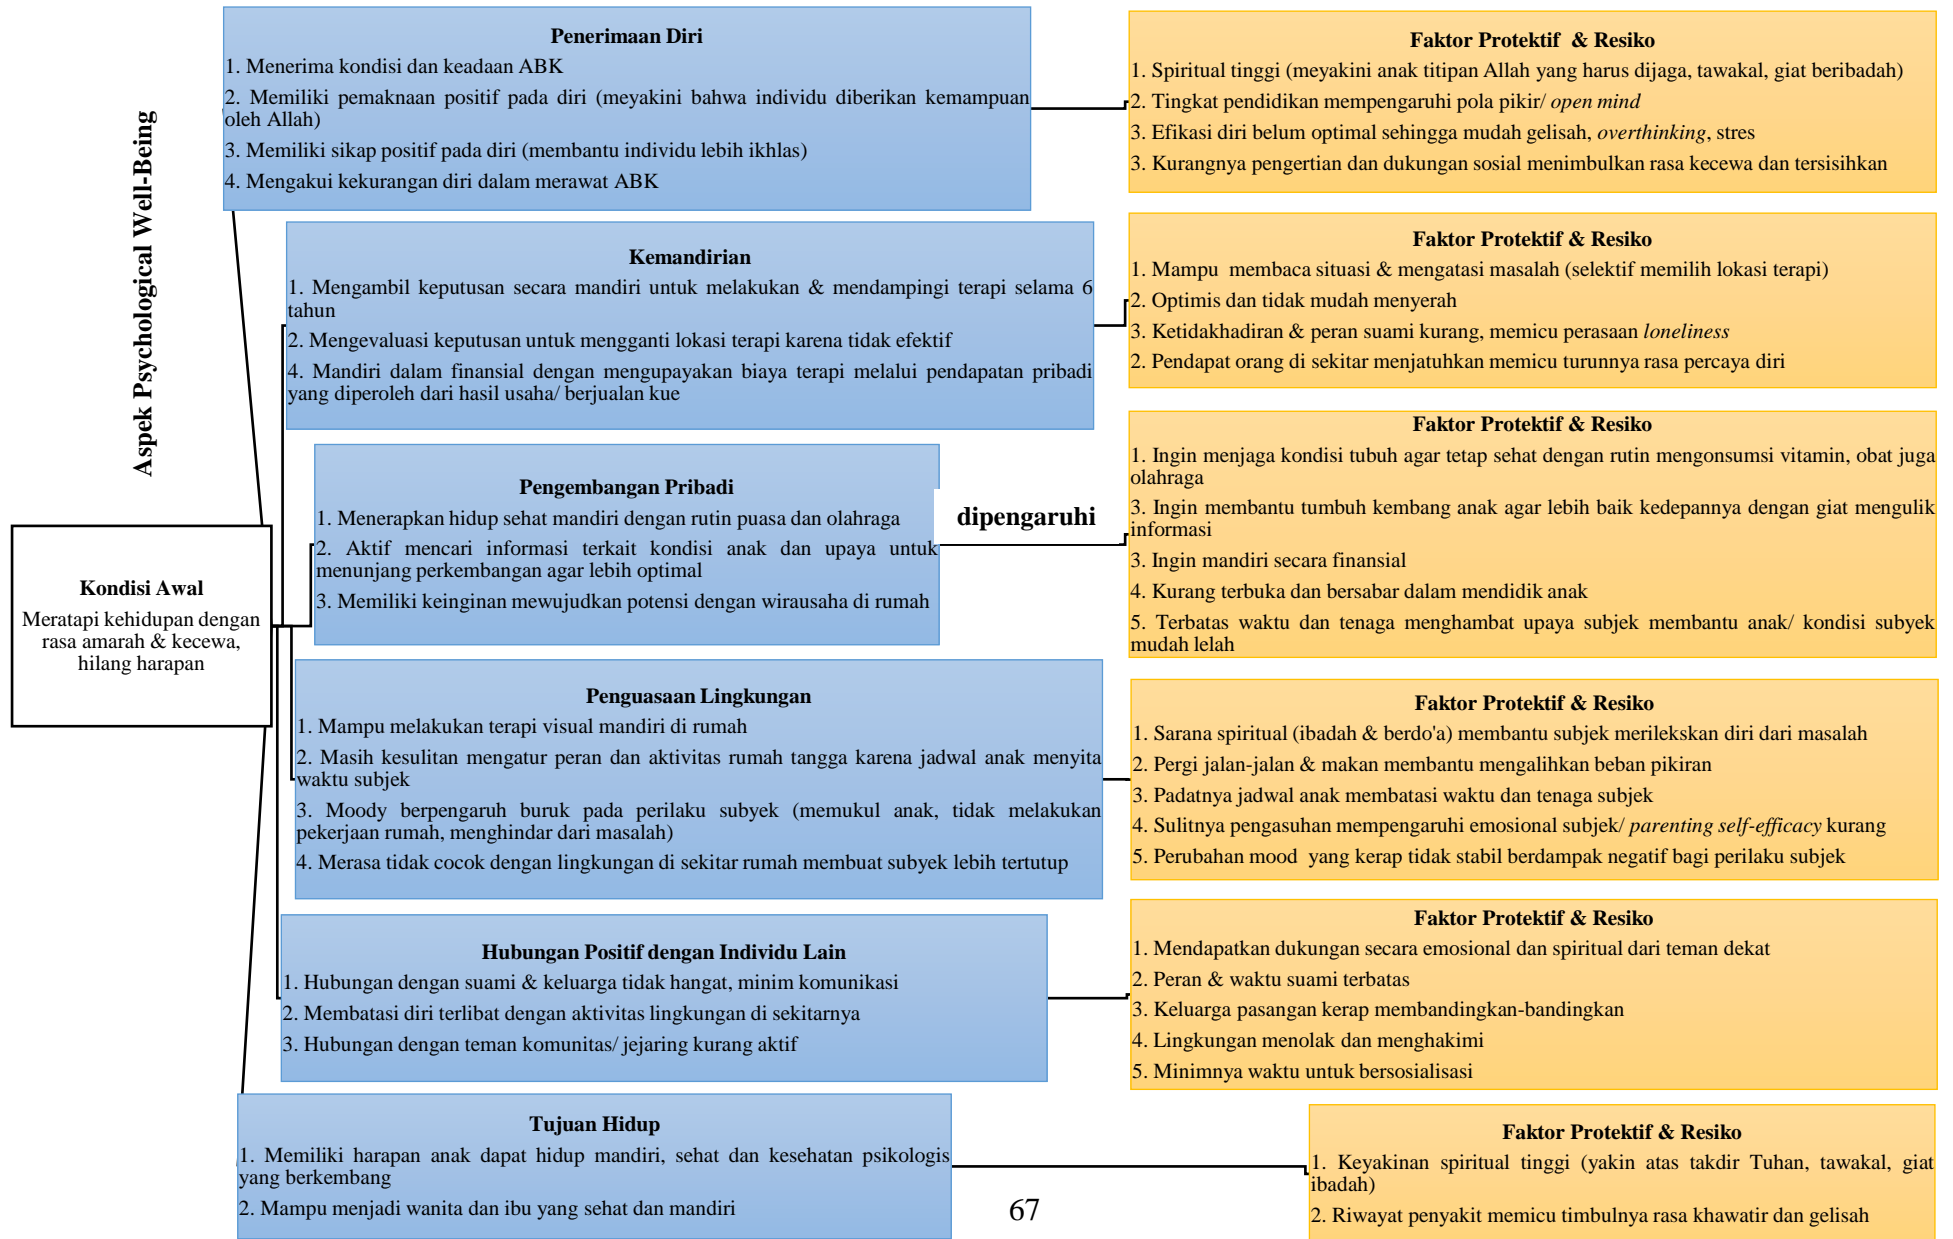 Aspek Psychological Well-Being
Kondisi Awal
Meratapi kehidupan dengan
rasa amarah & kecewa,
hilang harapan
Penerimaan Diri
1. Menerima kondisi dan keadaan ABK
2. Memiliki pemaknaan positif pada diri (meyakini bahwa individu diberikan kemampuan
oleh Allah)
3. Memiliki sikap positif pada diri (membantu individu lebih ikhlas)
4. Mengakui kekurangan diri dalam merawat ABK
Faktor Protektif & Resiko
1. Spiritual tinggi (meyakini anak titipan Allah yang harus dijaga, tawakal, giat beribadah)
2. Tingkat pendidikan mempengaruhi pola pikir/ open mind
3. Efikasi diri belum optimal sehingga mudah gelisah, overthinking, stres
3. Kurangnya pengertian dan dukungan sosial menimbulkan rasa kecewa dan tersisihkan
Kemandirian
1. Mengambil keputusan secara mandiri untuk melakukan & mendampingi terapi selama 6
tahun
2. Mengevaluasi keputusan untuk mengganti lokasi terapi karena tidak efektif
4. Mandiri dalam finansial dengan mengupayakan biaya terapi melalui pendapatan pribadi
yang diperoleh dari hasil usaha/ berjualan kue
Faktor Protektif & Resiko
1. Mampu membaca situasi & mengatasi masalah (selektif memilih lokasi terapi)
2. Optimis dan tidak mudah menyerah
3. Ketidakhadiran & peran suami kurang, memicu perasaan loneliness
2. Pendapat orang di sekitar menjatuhkan memicu turunnya rasa percaya diri
Pengembangan Pribadi
1. Menerapkan hidup sehat mandiri dengan rutin puasa dan olahraga
2. Aktif mencari informasi terkait kondisi anak dan upaya untuk
menunjang perkembangan agar lebih optimal
3. Memiliki keinginan mewujudkan potensi dengan wirausaha di rumah
dipengaruhi
Faktor Protektif & Resiko
1. Ingin menjaga kondisi tubuh agar tetap sehat dengan rutin mengonsumsi vitamin, obat juga
olahraga
3. Ingin membantu tumbuh kembang anak agar lebih baik kedepannya dengan giat mengulik
informasi
3. Ingin mandiri secara finansial
4. Kurang terbuka dan bersabar dalam mendidik anak
5. Terbatas waktu dan tenaga menghambat upaya subjek membantu anak/ kondisi subyek
mudah lelah
Penguasaan Lingkungan
1. Mampu melakukan terapi visual mandiri di rumah
2. Masih kesulitan mengatur peran dan aktivitas rumah tangga karena jadwal anak menyita
waktu subjek
3. Moody berpengaruh buruk pada perilaku subyek (memukul anak, tidak melakukan
pekerjaan rumah, menghindar dari masalah)
4. Merasa tidak cocok dengan lingkungan di sekitar rumah membuat subyek lebih tertutup
Faktor Protektif & Resiko
1. Sarana spiritual (ibadah & berdo'a) membantu subjek merilekskan diri dari masalah
2. Pergi jalan-jalan & makan membantu mengalihkan beban pikiran
3. Padatnya jadwal anak membatasi waktu dan tenaga subjek
4. Sulitnya pengasuhan mempengaruhi emosional subjek/ parenting self-efficacy kurang
5. Perubahan mood yang kerap tidak stabil berdampak negatif bagi perilaku subjek
Hubungan Positif dengan Individu Lain
1. Hubungan dengan suami & keluarga tidak hangat, minim komunikasi
2. Membatasi diri terlibat dengan aktivitas lingkungan di sekitarnya
3. Hubungan dengan teman komunitas/ jejaring kurang aktif
Faktor Protektif & Resiko
1. Mendapatkan dukungan secara emosional dan spiritual dari teman dekat
2. Peran & waktu suami terbatas
3. Keluarga pasangan kerap membandingkan-bandingkan
4. Lingkungan menolak dan menghakimi
5. Minimnya waktu untuk bersosialisasi
Tujuan Hidup
1. Memiliki harapan anak dapat hidup mandiri, sehat dan kesehatan psikologis
yang berkembang
2. Mampu menjadi wanita dan ibu yang sehat dan mandiri
Faktor Protektif & Resiko
1. Keyakinan spiritual tinggi (yakin atas takdir Tuhan, tawakal, giat
ibadah)
2. Riwayat penyakit memicu timbulnya rasa khawatir dan gelisah
67